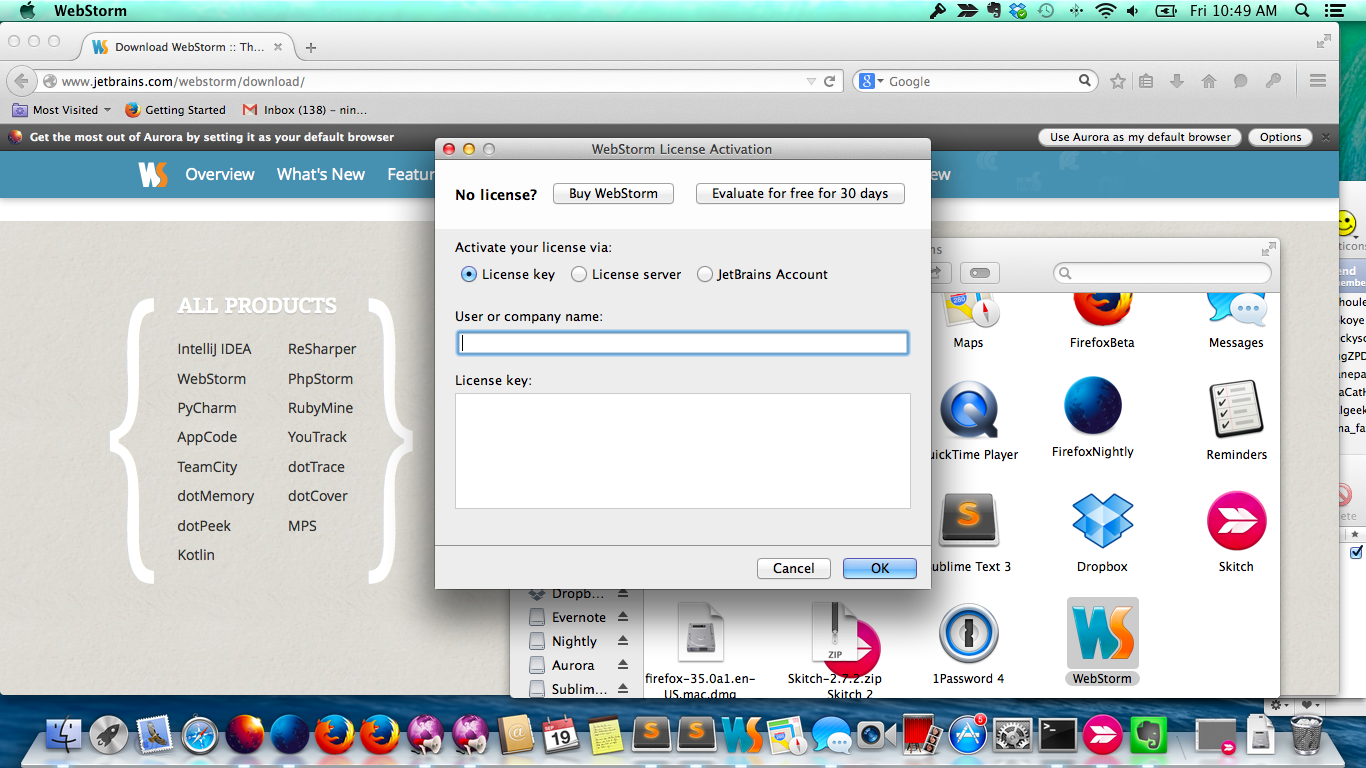 WebStorm
Fri 10:49 AM
Download WebStorm :: Th...
www.jetbrains.com/webstorm/download/
Google
Most Visited
Getting Started
Inbox (138) – nin...
Get the most out of Aurora by setting it as your default browser
Use Aurora as my default browser
Options
WebStorm License Activation
WS
Overview
What's New
Featur
ew
No license?
Buy WebStorm
Evaluate for free for 30 days
Activate your license via:
License key
License server
JetBrains Account
User or company name:
License key:
Cancel
OK
ALL PRODUCTS
IntelliJ IDEA
ReSharper
WebStorm
PhpStorm
PyCharm
RubyMine
AppCode
YouTrack
TeamCity
dotTrace
dotMemory
dotCover
dotPeek
MPS
Kotlin
ns
Maps
FirefoxBeta
Messages
uickTime Player
FirefoxNightly
Reminders
ublime Text 3
Dropbox
Skitch
Dropb...
Evernote
Nightly
Aurora
Sublim...
ZIP
firefox-35.0a1.en-
US.mac.dmg
Skitch-2.7.2.zip
Skitch 2
1Password 4
WS
WebStorm
SEP
19
5